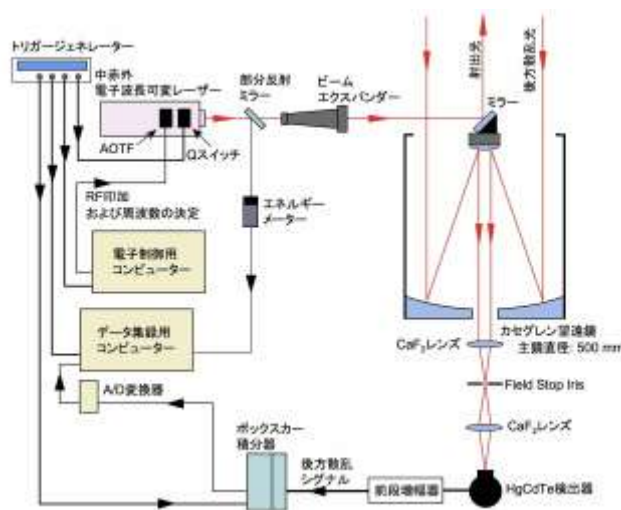 トリガージェネレーター
中赤外
電子波長可変レーザー
AOTF
Qスイッチ
部分反射
ミラー
ビーム
エクスパンダー
射出光
後方散乱光
ミラー
RF印加
および周波数の決定
エネルギー
メーター
電子制御用
コンピューター
データ集録用
コンピューター
A/D変換器
カセグレン望遠鏡
主鏡直径: 500 mm
CaF₂レンズ
Field Stop Iris
CaF₂レンズ
ボックスカー
積分器
後方散乱
シグナル
前段増幅器
HgCdTe検出器